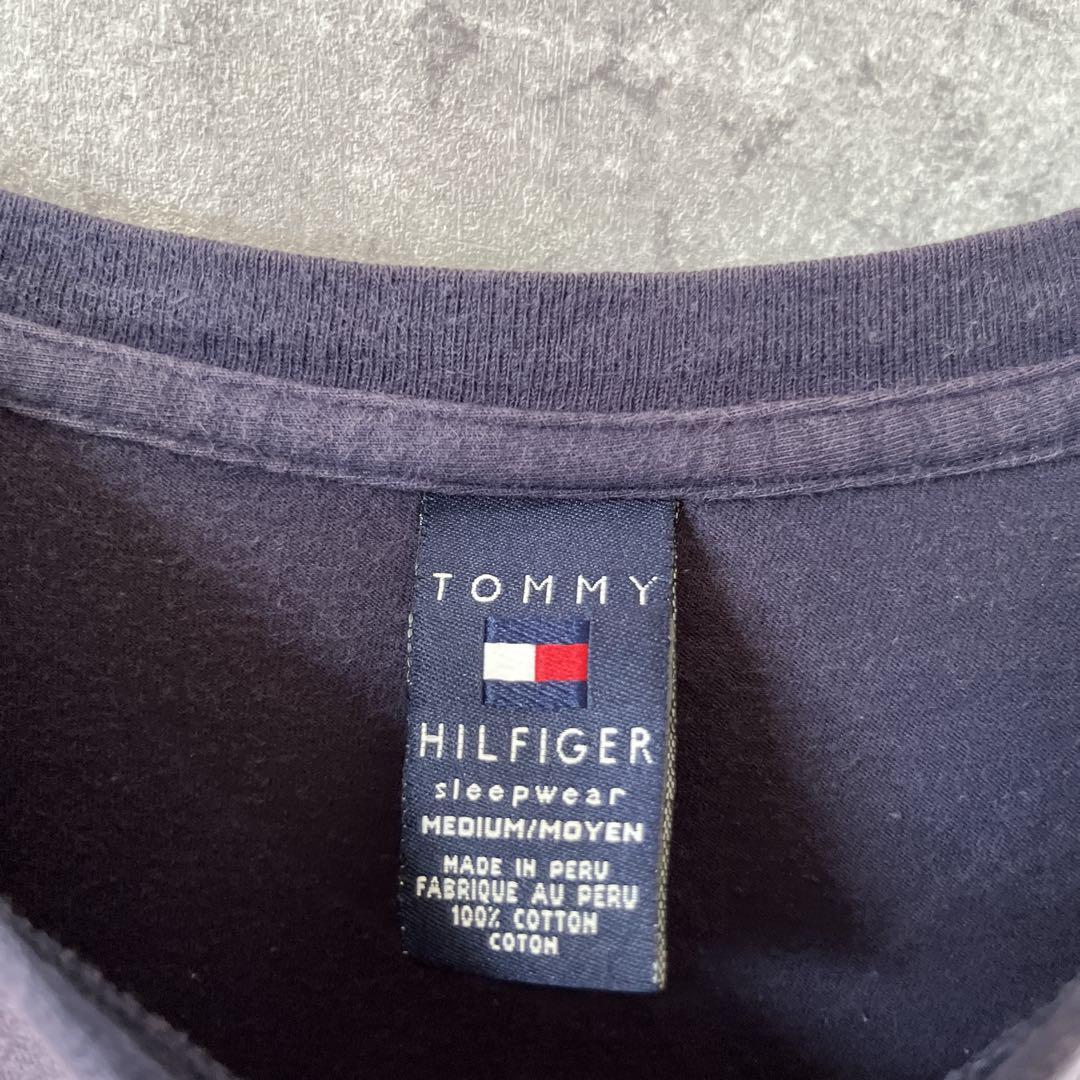 TOMMY
HILFIGER
sleepwear
MEDIUM/MOYEN
MADE IN PERU
FABRIQUE AU PERU
100% COTTON
COTON